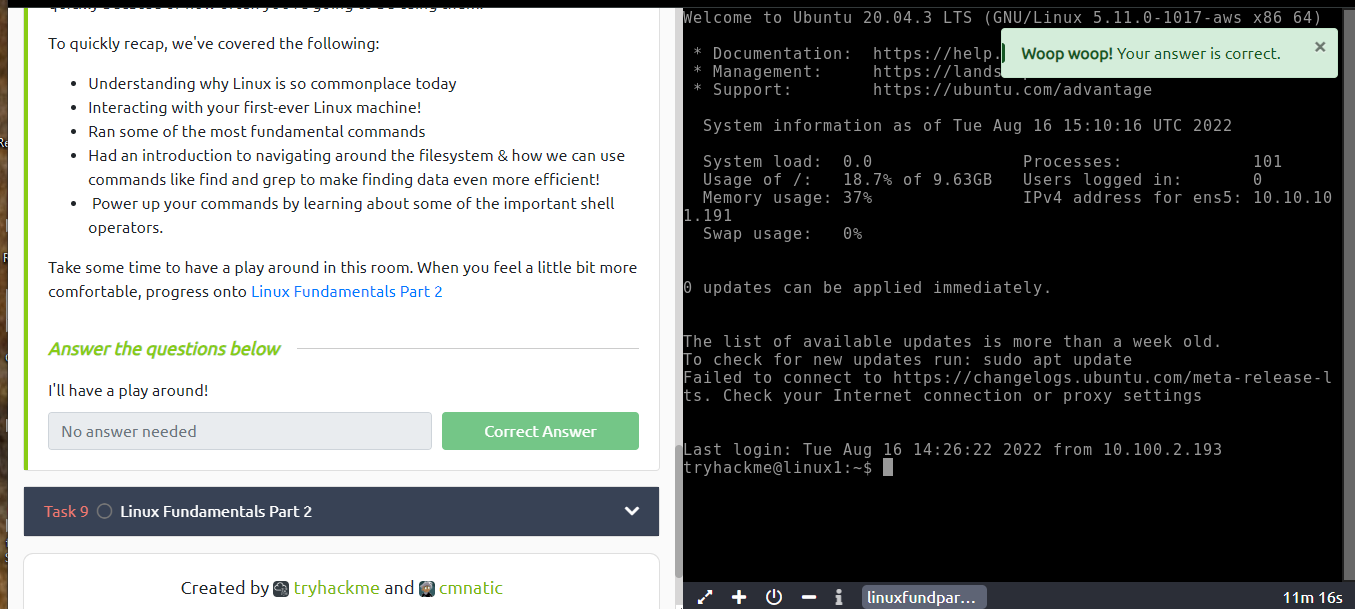 To quickly recap, we've covered the following:
Understanding why Linux is so commonplace today
Interacting with your first-ever Linux machine!
Ran some of the most fundamental commands
Had an introduction to navigating around the filesystem & how we can use
commands like find and grep to make finding data even more efficient!
Power up your commands by learning about some of the important shell
operators.
Take some time to have a play around in this room. When you feel a little bit more
comfortable, progress onto Linux Fundamentals Part 2
Answer the questions below
I'll have a play around!
No answer needed
Correct Answer
Task 9 Linux Fundamentals Part 2
Created by tryhackme and cmnatic
Welcome to Ubuntu 20.04.3 LTS (GNU/Linux 5.11.0-1017-aws x86 64)
Woop woop! Your answer is correct. ×
* Documentation: https://help.
* Management: https://lands
* Support: https://ubuntu.com/advantage
System information as of Tue Aug 16 15:10:16 UTC 2022
System load: 0.0 Processes: 101
Usage of /: 18.7% of 9.63GB Users logged in: 0
Memory usage: 37% IPv4 address for ens5: 10.10.10
1.191
Swap usage: 0%
0 updates can be applied immediately.
The list of available updates is more than a week old.
To check for new updates run: sudo apt update
Failed to connect to https://changelogs.ubuntu.com/meta-release-l
ts. Check your Internet connection or proxy settings
Last login: Tue Aug 16 14:26:22 2022 from 10.100.2.193
tryhackme@linux1:~$
linuxfundpar...
11m 16s